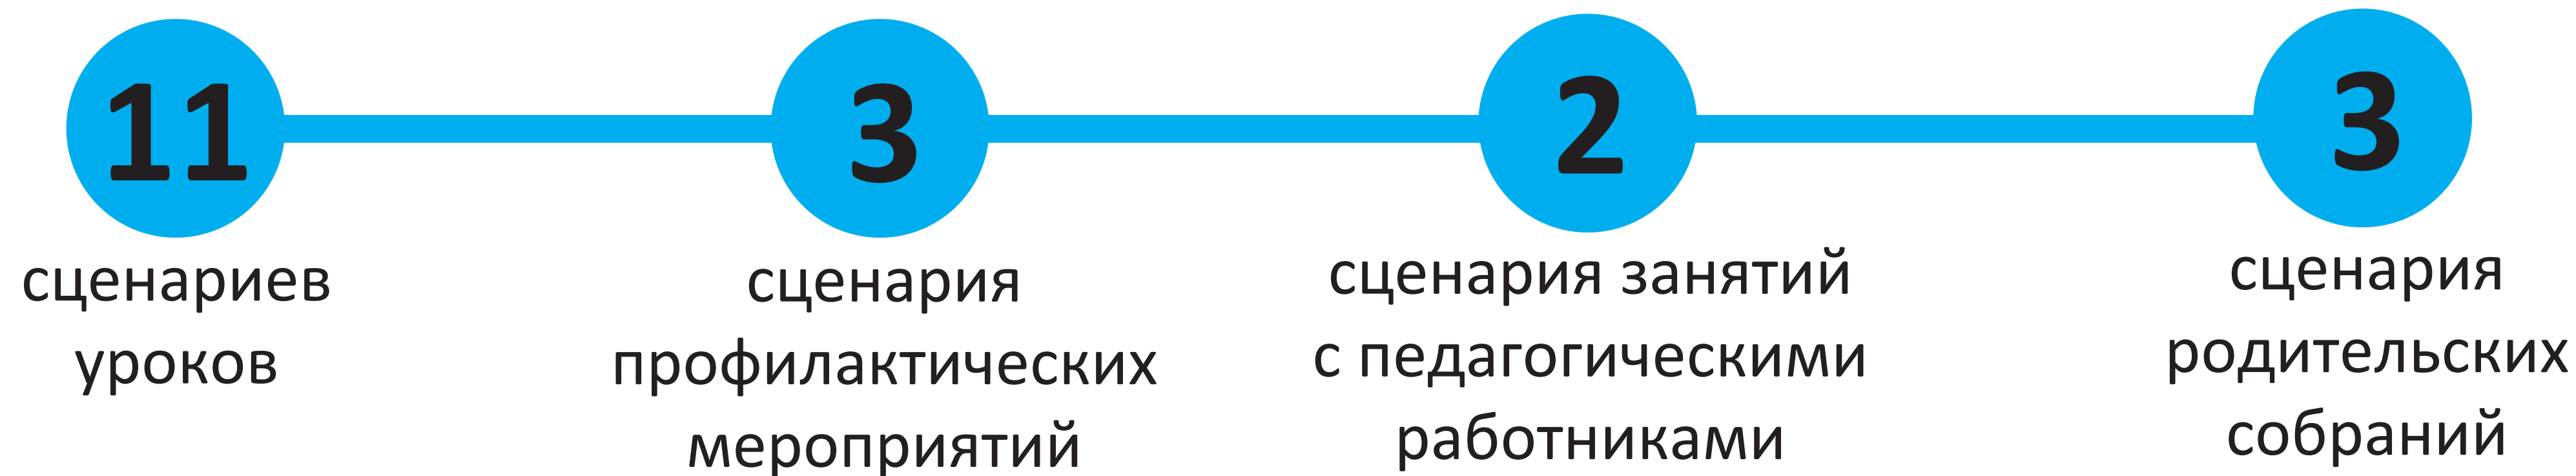 11
сценариев
уроков
3
сценария
профилактических
мероприятий
2
сценария занятий
с педагогическими
работниками
3
сценария
родительских
собраний